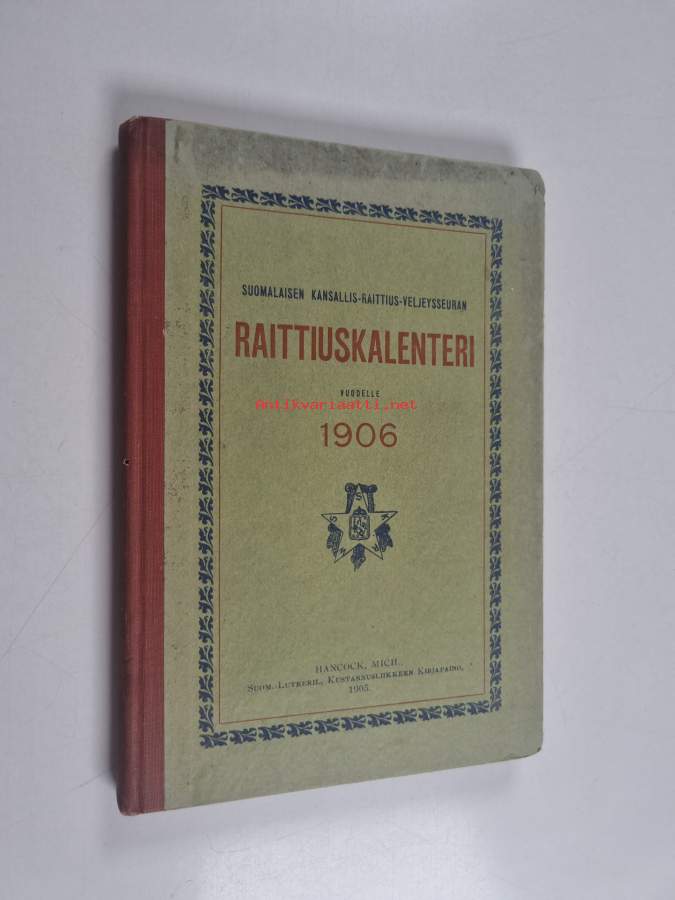 SUOMALAISEN KANSALLIS-RAITTIUS-VELJEYSSEURAN
RAITTIUSKALENTERI
VUODELLE
antikvariaatti.net
1906
HANCOCK, MICH.
SUOM.-LUTERIL. KUSTANNUSLIIKKEEN KIRJAPAINO,
1905.